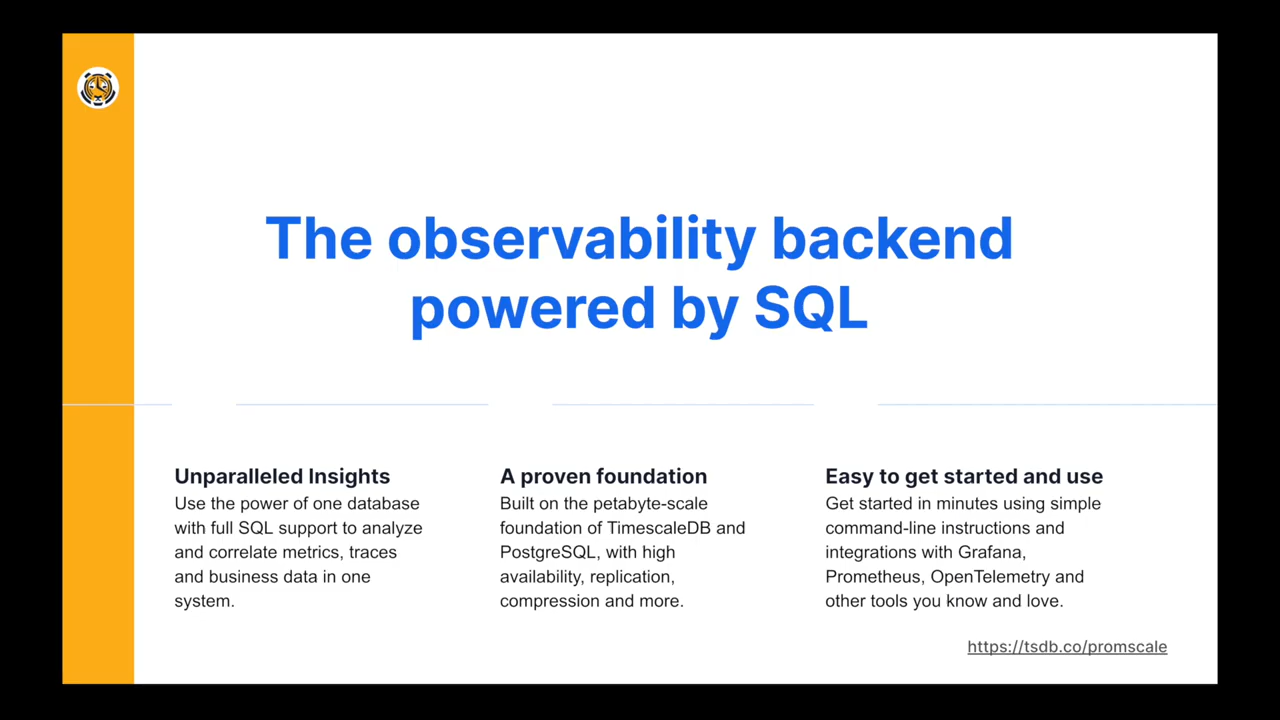 The observability backend
powered by SQL
Unparalleled Insights
Use the power of one database
with full SQL support to analyze
and correlate metrics, traces
and business data in one
system.
A proven foundation
Built on the petabyte-scale
foundation of TimescaleDB and
PostgreSQL, with high
availability, replication,
compression and more.
Easy to get started and use
Get started in minutes using simple
command-line instructions and
integrations with Grafana,
Prometheus, OpenTelemetry and
other tools you know and love.
https://tsdb.co/promscale